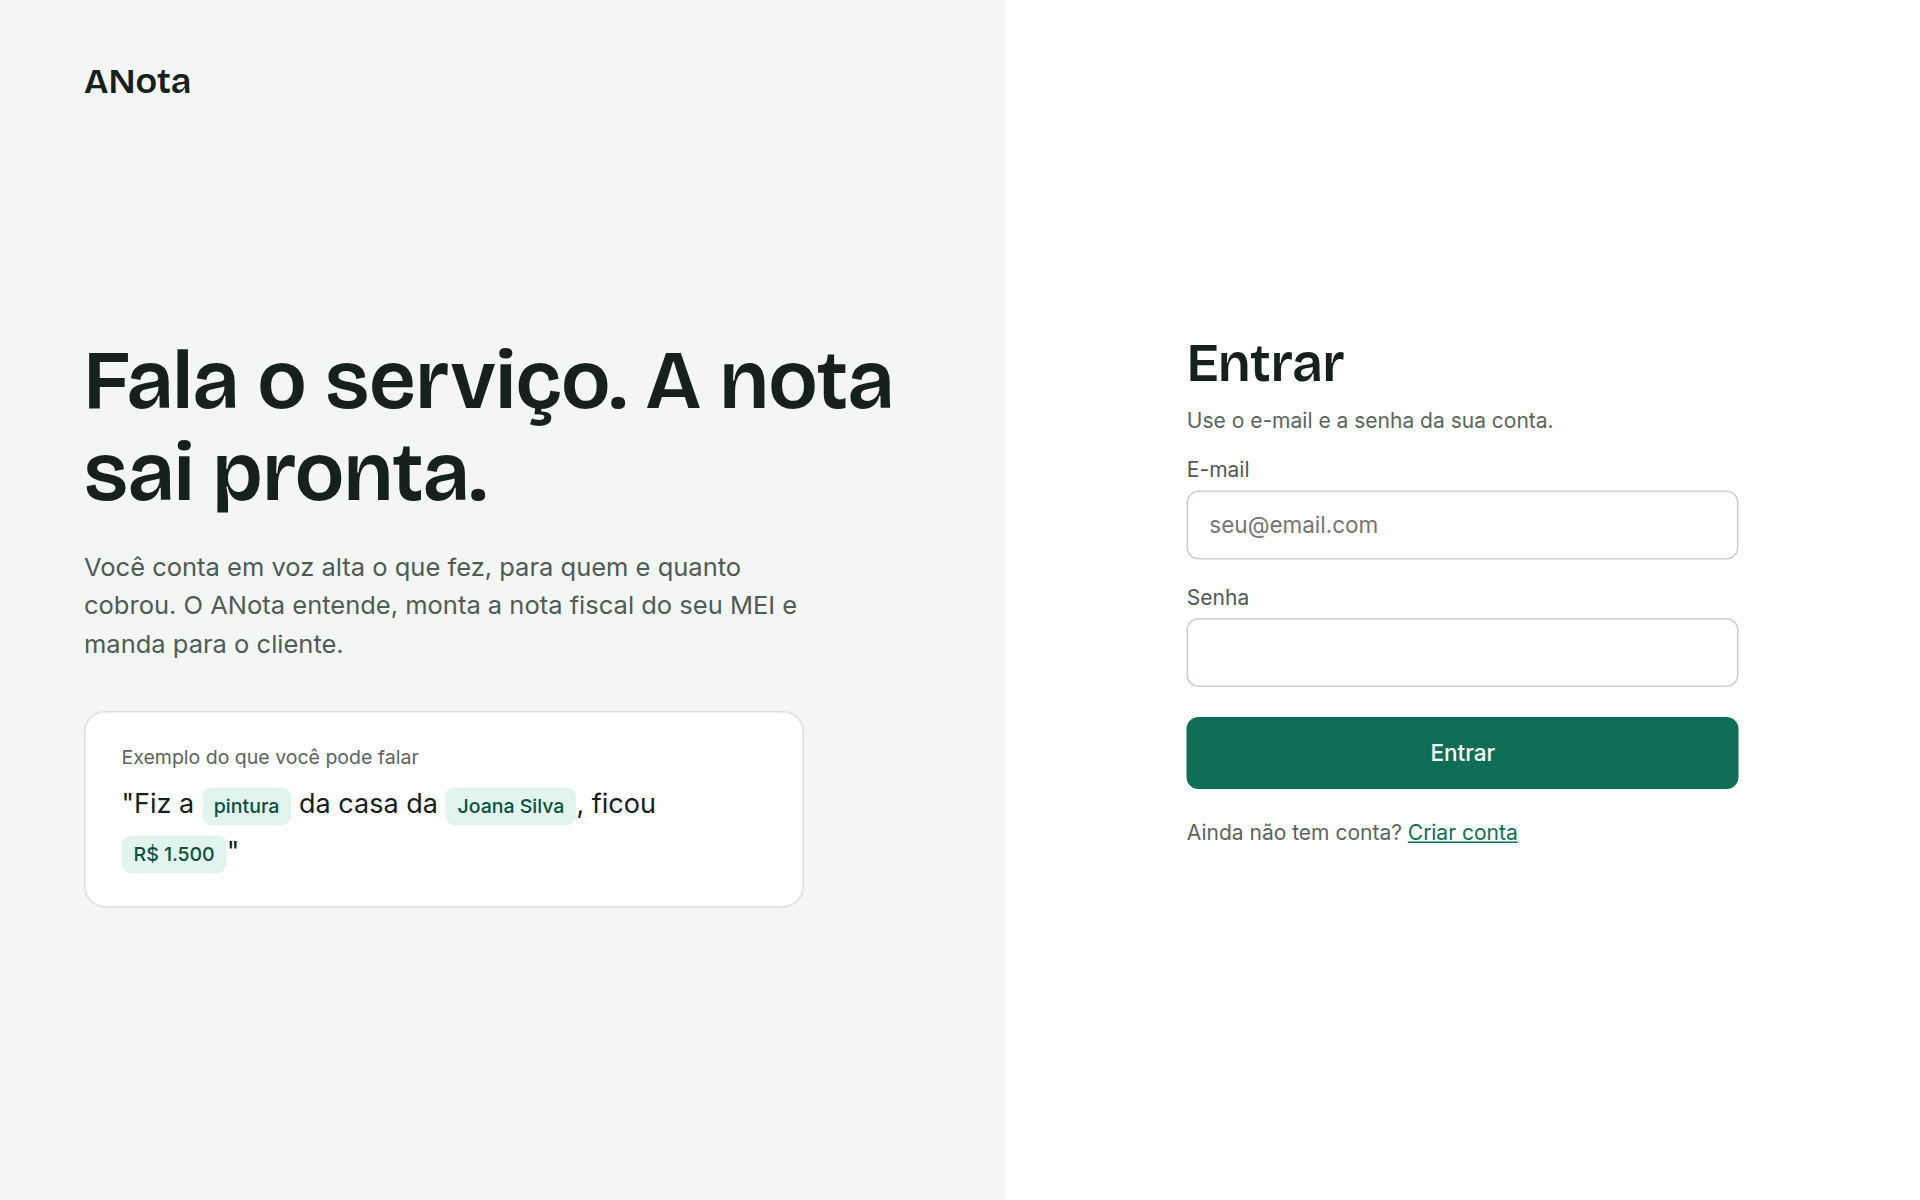 ANota
Fala o serviço. A nota
sai pronta.
Você conta em voz alta o que fez, para quem e quanto
cobrou. O ANota entende, monta a nota fiscal do seu MEI e
manda para o cliente.
Exemplo do que você pode falar
"Fiz a pintura da casa da Joana Silva, ficou
R$ 1.500"
Entrar
Use o e-mail e a senha da sua conta.
E-mail
seu@email.com
Senha
Entrar
Ainda não tem conta? Criar conta